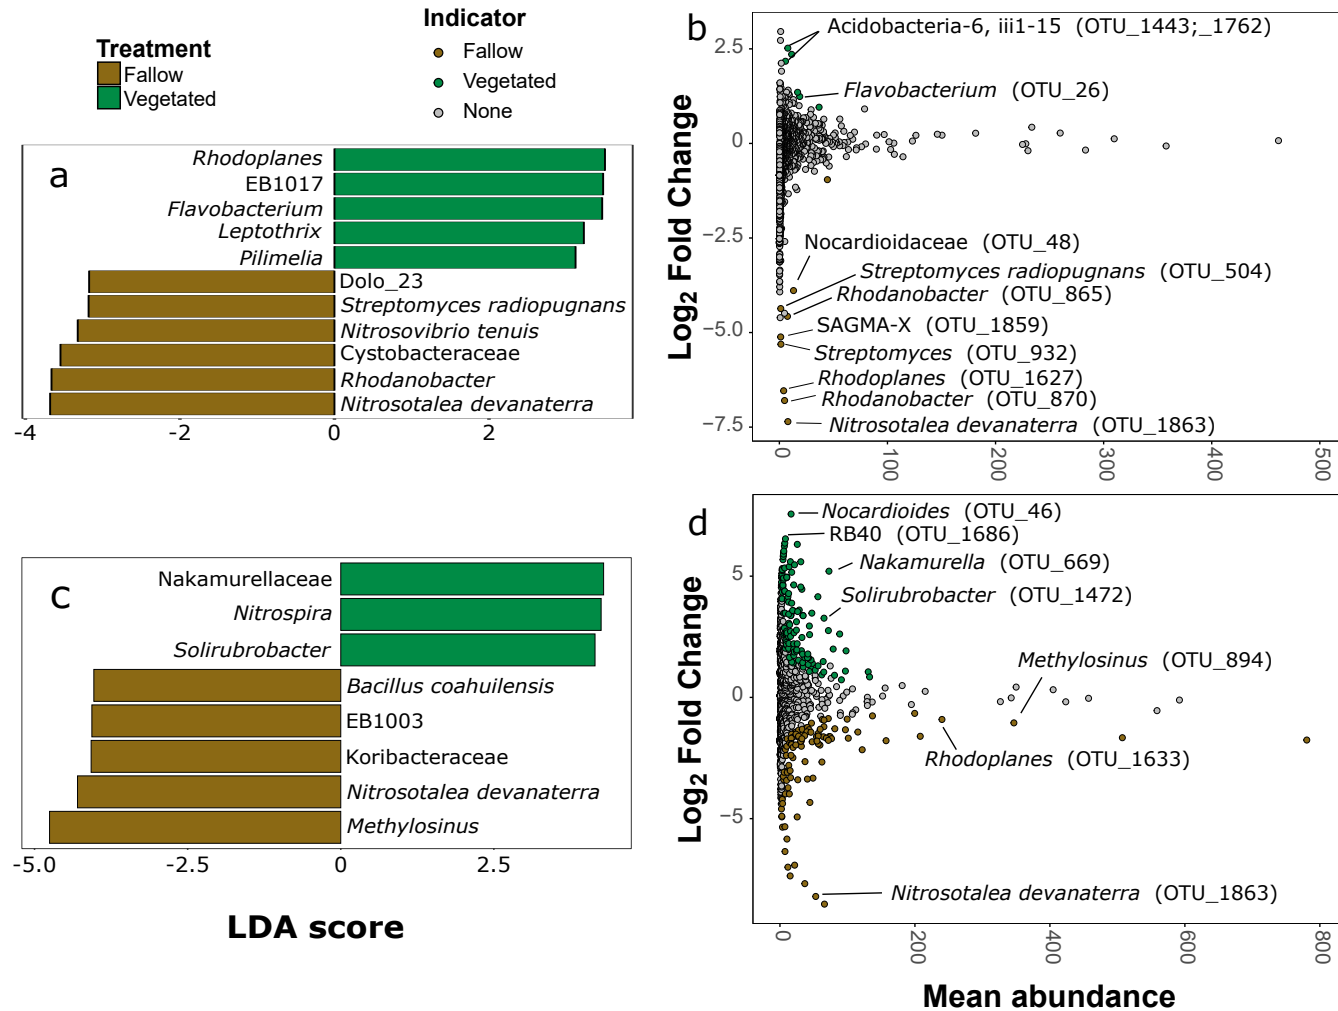 Treatment
Fallow
Vegetated
Indicator
Fallow
Vegetated
None
a
Rhodoplanes
EB1017
Flavobacterium
Leptothrix
Pilimelia
Dolo_23
Streptomyces radiopugnans
Nitrosovibrio tenuis
Cystobacteraceae
Rhodanobacter
Nitrosotalea devanaterra
-4 -2 0 2
b
Log2 Fold Change
2.5
0
−2.5
−5.0
−7.5
Acidobacteria-6, iii1-15 (OTU_1443;_1762)
Flavobacterium (OTU_26)
Nocardioidaceae (OTU_48)
Streptomyces radiopugnans (OTU_504)
Rhodanobacter (OTU_865)
SAGMA-X (OTU_1859)
Streptomyces (OTU_932)
Rhodoplanes (OTU_1627)
Rhodanobacter (OTU_870)
Nitrosotalea devanaterra (OTU_1863)
0 100 200 300 400 500
c
Nakamurellaceae
Nitrospira
Solirubrobacter
Bacillus coahuilensis
EB1003
Koribacteraceae
Nitrosotalea devanaterra
Methylosinus
-5.0 -2.5 0 2.5
LDA score
d
Log2 Fold Change
5
0
−5
Nocardioides (OTU_46)
RB40 (OTU_1686)
Nakamurella (OTU_669)
Solirubrobacter (OTU_1472)
Methylosinus (OTU_894)
Rhodoplanes (OTU_1633)
Nitrosotalea devanaterra (OTU_1863)
0 200 400 600 800
Mean abundance